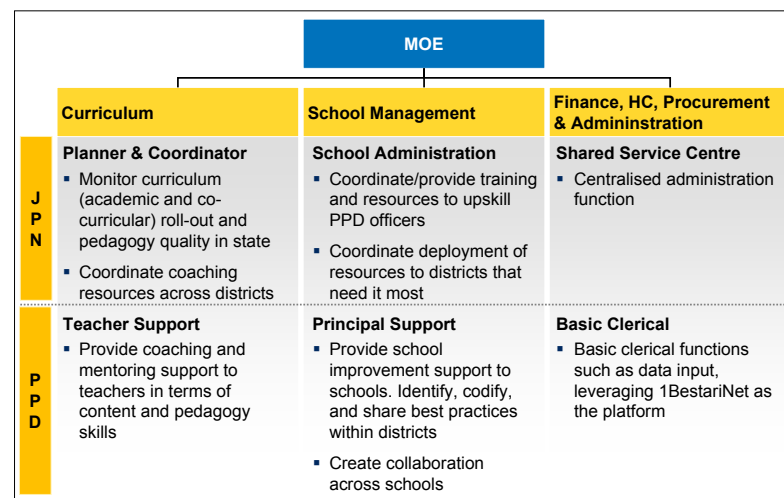 MOE
Curriculum
School Management
Finance, HC, Procurement
& Admininstration
J
P
N
Planner & Coordinator
▪ Monitor curriculum
(academic and co-
curricular) roll-out and
pedagogy quality in state
▪ Coordinate coaching
resources across districts
School Administration
▪ Coordinate/provide training
and resources to upskill
PPD officers
▪ Coordinate deployment of
resources to districts that
need it most
Shared Service Centre
▪ Centralised administration
function
P
P
D
Teacher Support
▪ Provide coaching and
mentoring support to
teachers in terms of
content and pedagogy
skills
Principal Support
▪ Provide school
improvement support to
schools. Identify, codify,
and share best practices
within districts
▪ Create collaboration
across schools
Basic Clerical
▪ Basic clerical functions
such as data input,
leveraging 1BestariNet as
the platform